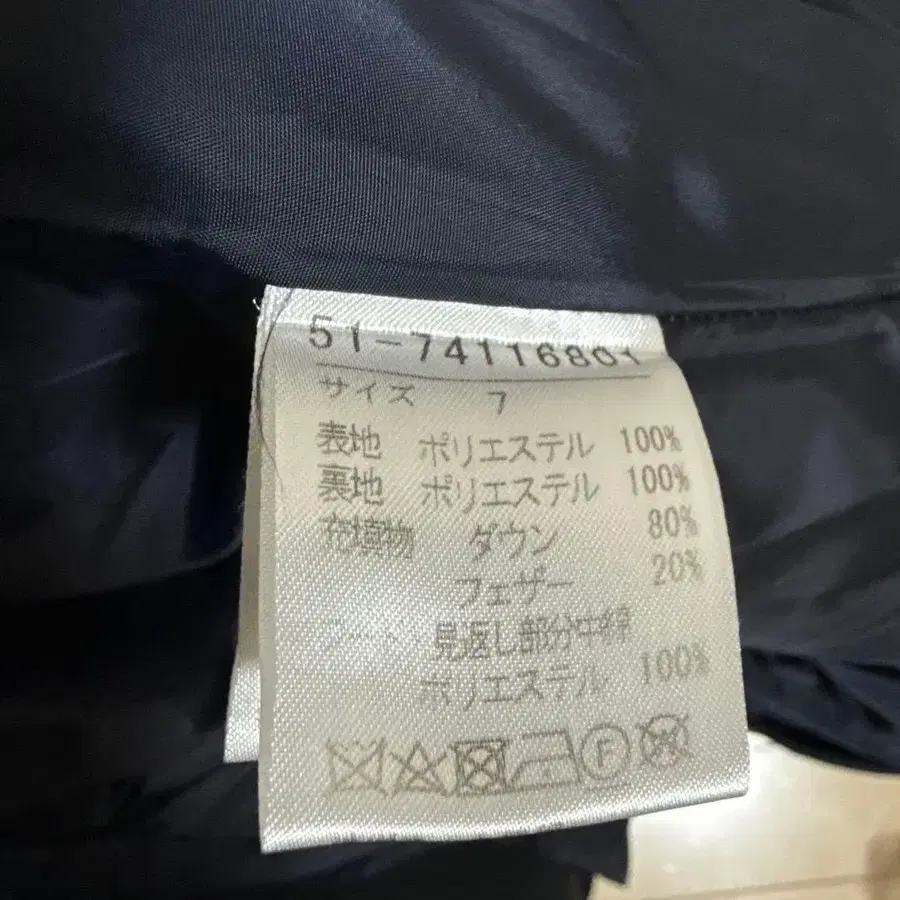 51-74116801
サイズ 7
表地 ポリエステル 100%
裏地 ポリエステル 100%
充填物 ダウン 80%
フェザー 20%
見返し部分中綿
ポリエステル 100%
F